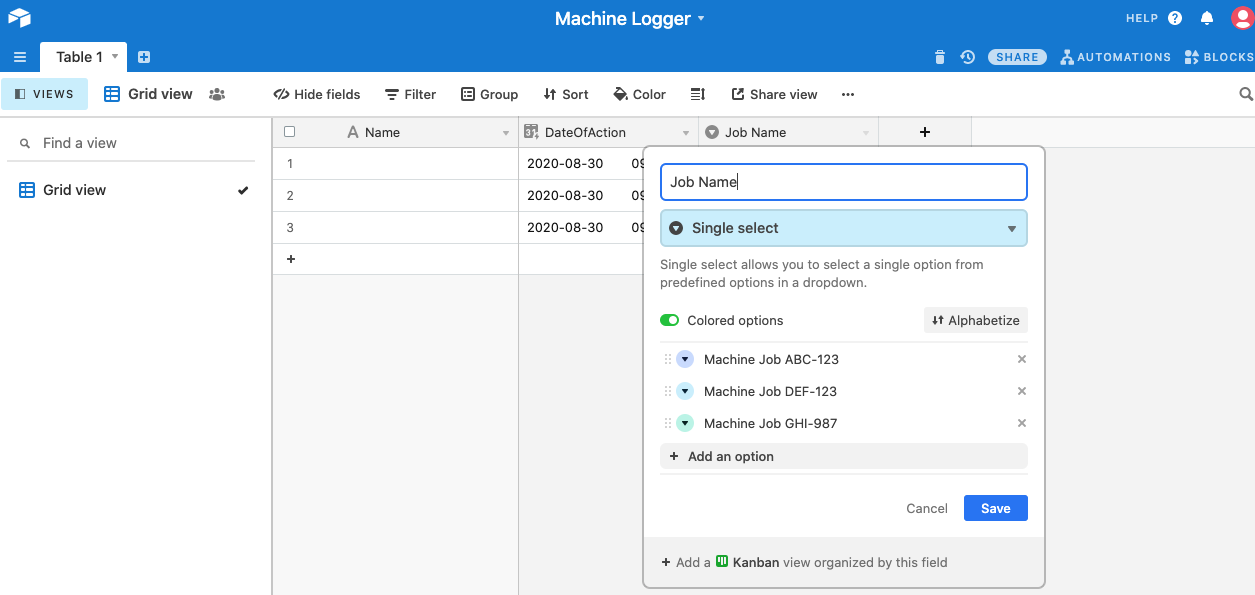 Machine Logger
HELP
Table 1
SHARE
AUTOMATIONS
BLOCKS
VIEWS
Grid view
Hide fields
Filter
Group
Sort
Color
Share view
Find a view
Grid view
Name
DateOfAction
Job Name
1
2020-08-30 09
2
2020-08-30 09
3
2020-08-30 09
Job Name
Single select
Single select allows you to select a single option from
predefined options in a dropdown.
Colored options
Alphabetize
Machine Job ABC-123
Machine Job DEF-123
Machine Job GHI-987
+ Add an option
Cancel
Save
+ Add a Kanban view organized by this field